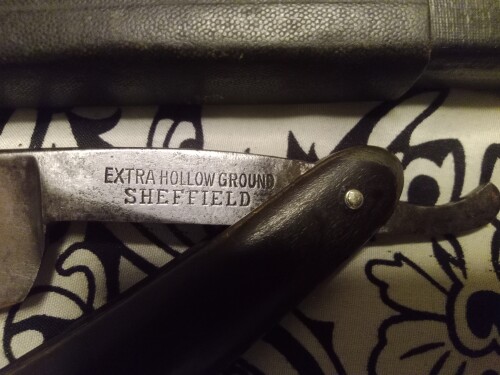 EXTRA HOLLOW GROUND
SHEFFIELD